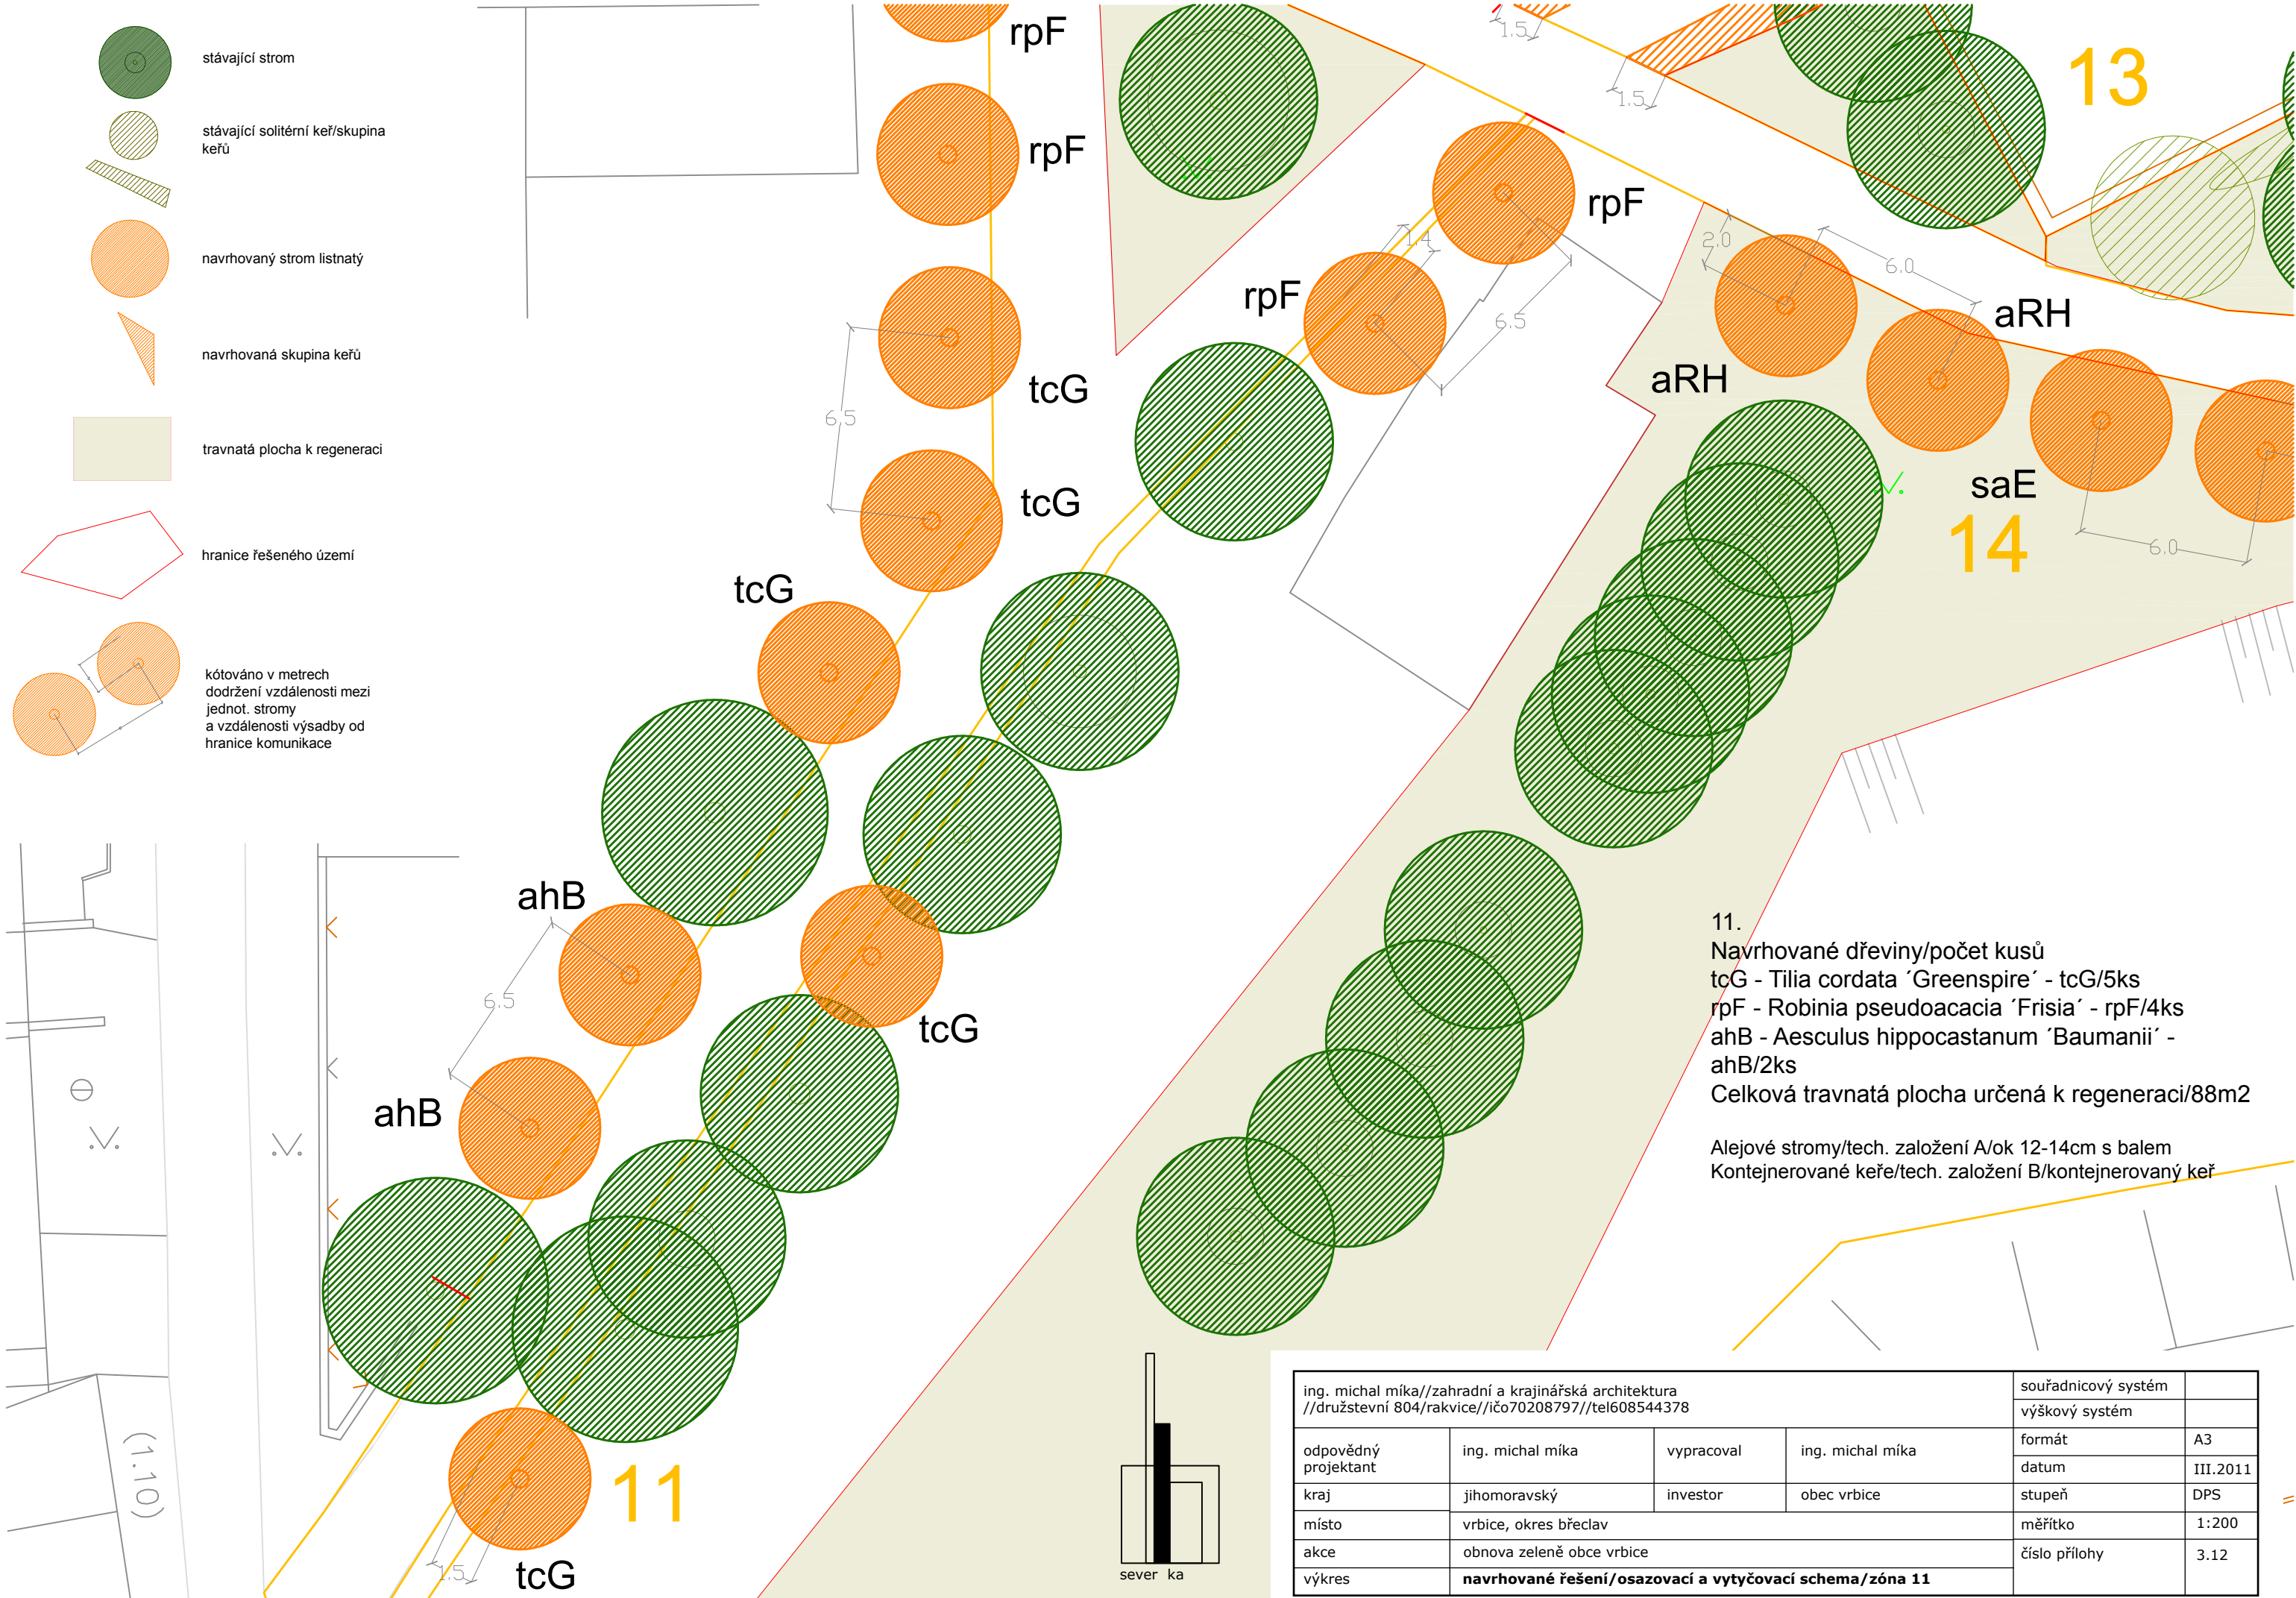 stávající strom
stávající solitérní keř/skupina
keřů
navrhovaný strom listnatý
navrhovaná skupina keřů
travnatá plocha k regeneraci
hranice řešeného území
kótováno v metrech
dodržení vzdálenosti mezi
jednot. stromy
a vzdálenosti výsadby od
hranice komunikace
rpF
1.5
13
1.5
rpF
rpF
2.0
1.4
6.0
rpF
aRH
6.5
aRH
tcG
6.5
saE
tcG
14
6.0
tcG
ahB
6.5
tcG
ahB
11
(1.10)
1.5
tcG
11.
Navrhované dřeviny/počet kusů
tcG - Tilia cordata ´Greenspire´ - tcG/5ks
rpF - Robinia pseudoacacia ´Frisia´ - rpF/4ks
ahB - Aesculus hippocastanum ´Baumanii´ -
ahB/2ks
Celková travnatá plocha určená k regeneraci/88m2
Alejové stromy/tech. založení A/ok 12-14cm s balem
Kontejnerované keře/tech. založení B/kontejnerovaný keř
sever ka
ing. michal míka//zahradní a krajinářská architektura
//družstevní 804/rakvice//ičo70208797//tel608544378
souřadnicový systém
výškový systém
odpovědný projektant ing. michal míka vypracoval ing. michal míka
formát A3
datum III.2011
kraj jihomoravský investor obec vrbice
stupeň DPS
místo vrbice, okres břeclav
měřítko 1:200
akce obnova zeleně obce vrbice
číslo přílohy 3.12
výkres navrhované řešení/osazovací a vytyčovací schema/zóna 11